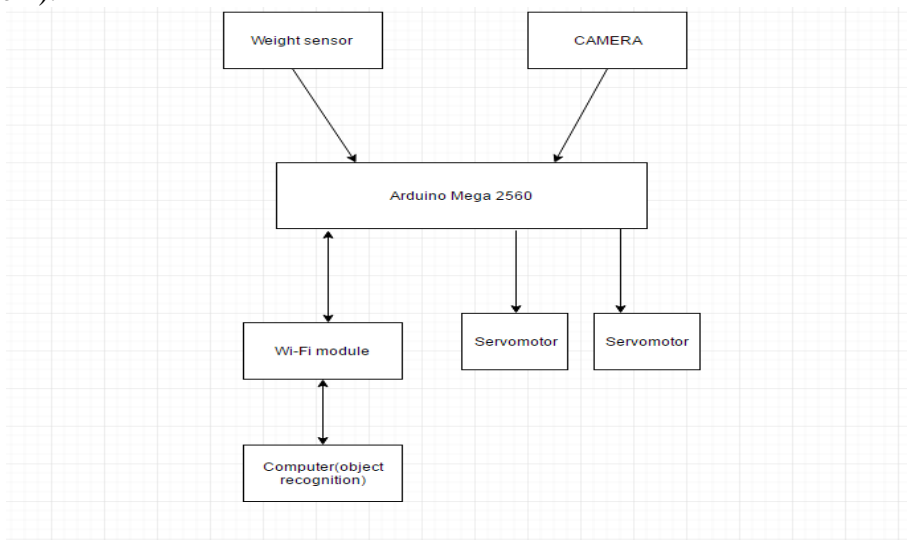 Weight sensor
CAMERA
Arduino Mega 2560
Wi-Fi module
Servomotor
Servomotor
Computer(object
recognition)